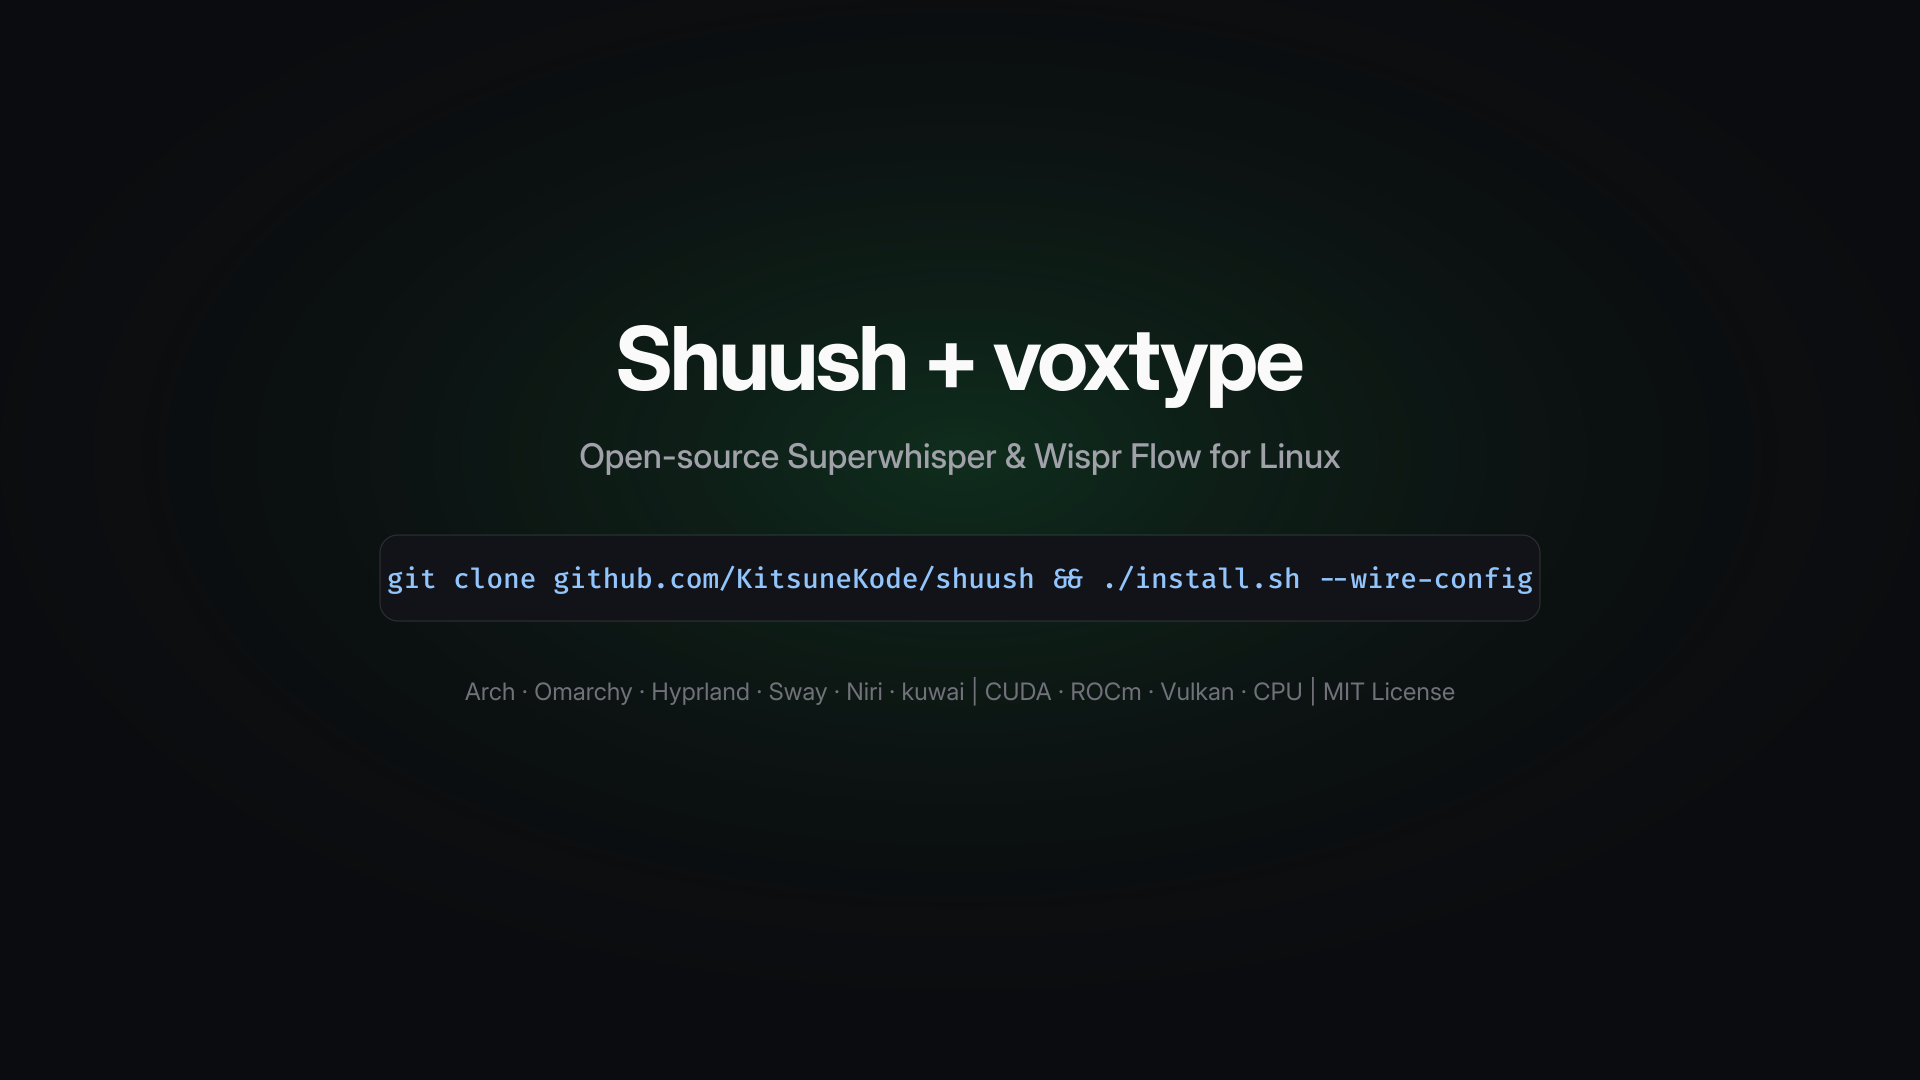 Shuush + voxtype
Open-source Superwhisper & Wispr Flow for Linux
git clone github.com/KitsuneKode/shuush && ./install.sh --wire-config
Arch · Omarchy · Hyprland · Sway · Niri · kuwai | CUDA · ROCm · Vulkan · CPU | MIT License